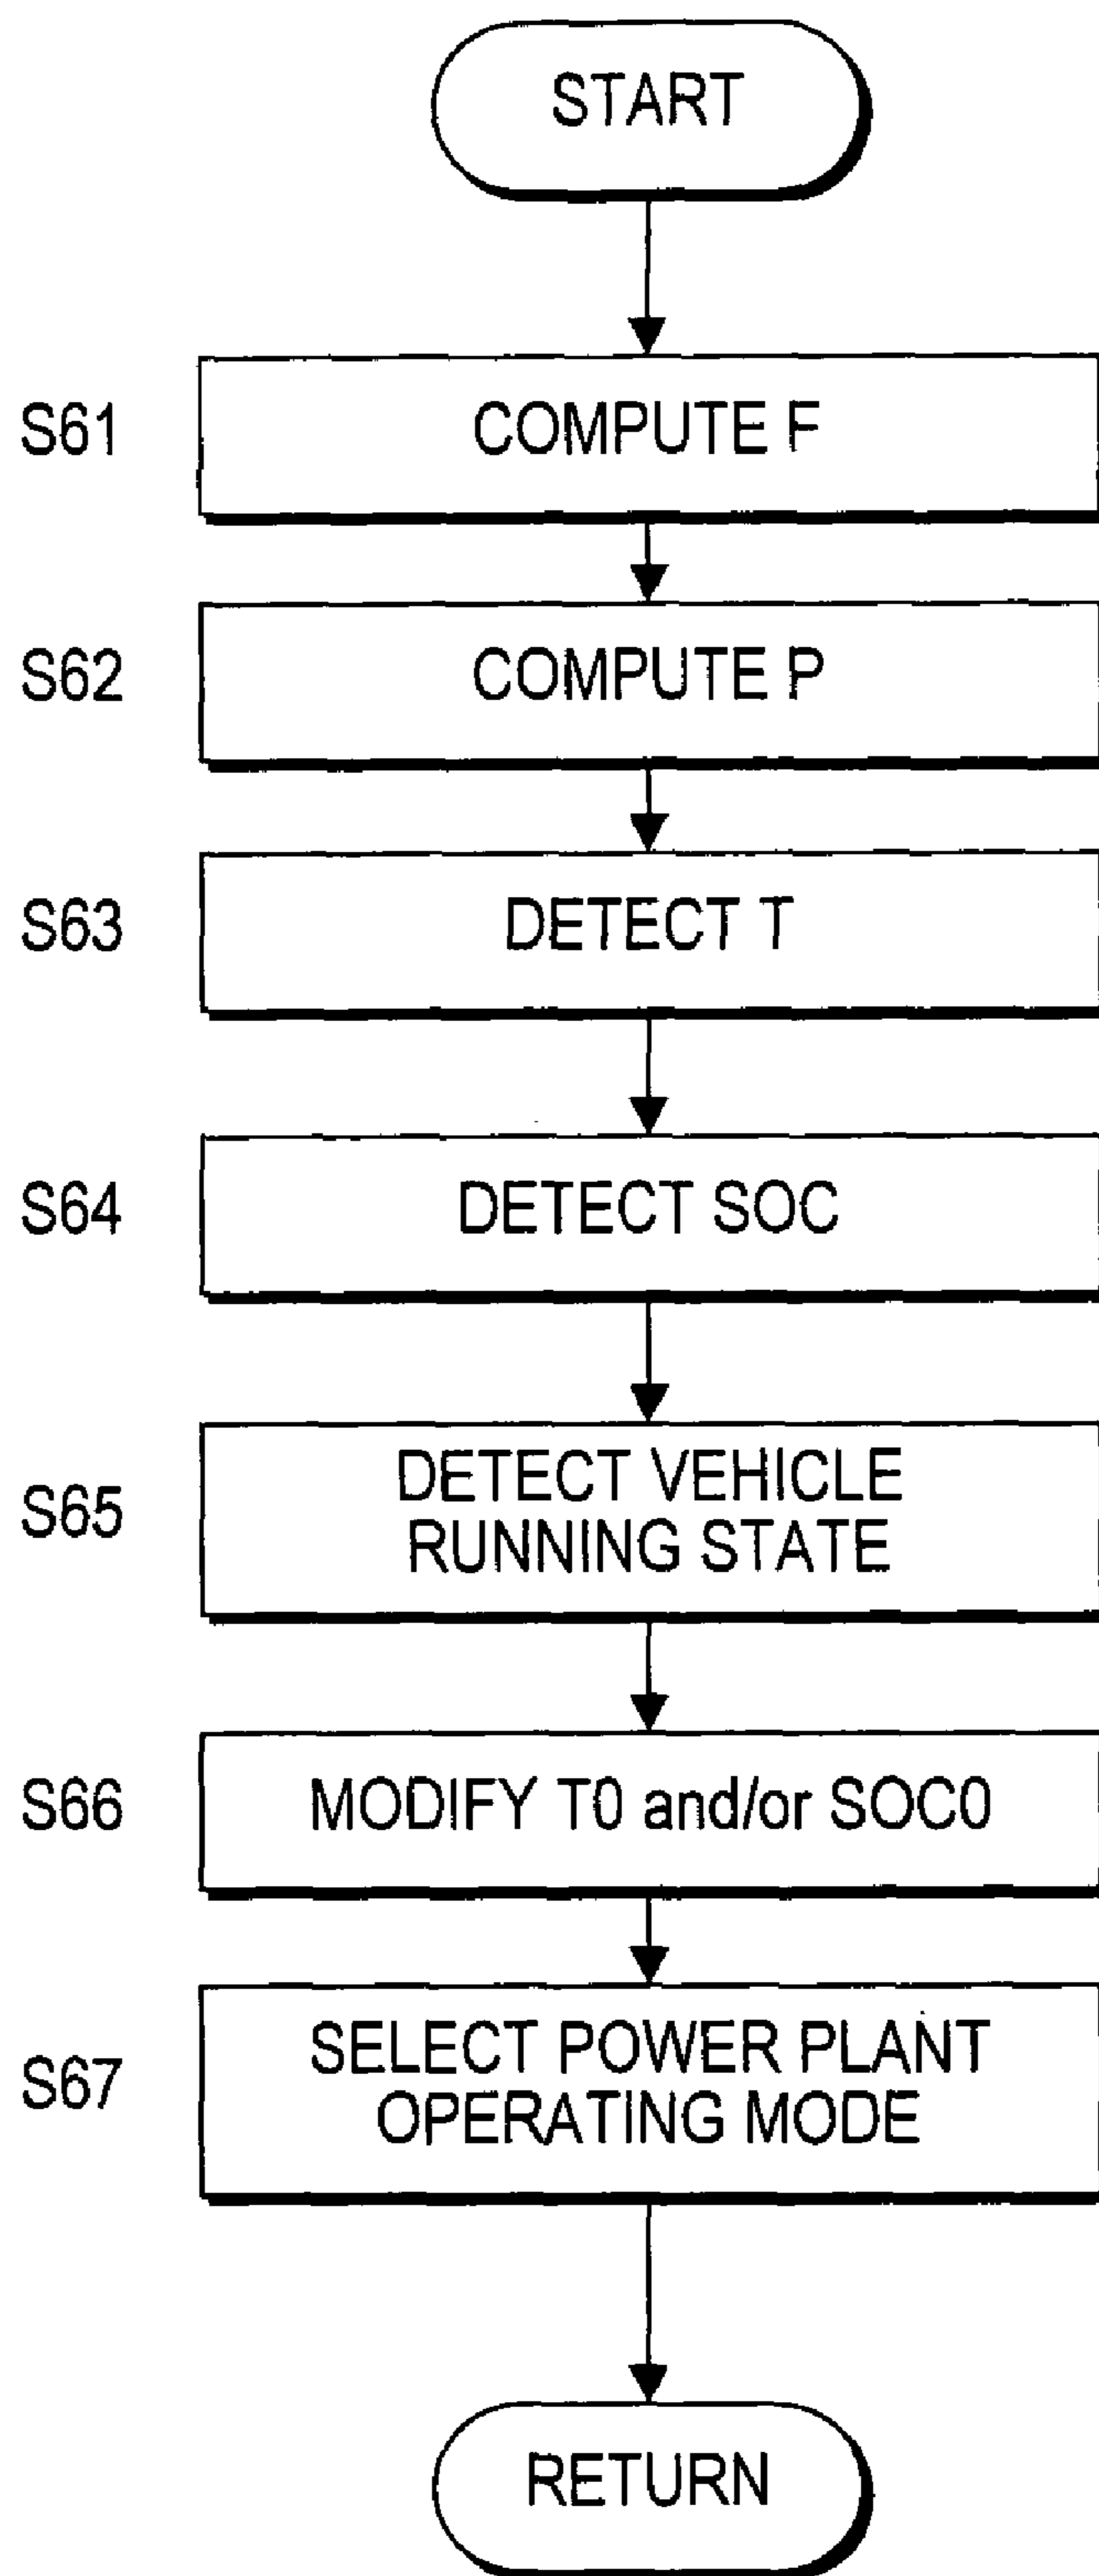 START
S61
COMPUTE F
S62
COMPUTE P
S63
DETECT T
S64
DETECT SOC
S65
DETECT VEHICLE
RUNNING STATE
S66
MODIFY T0 and/or SOC0
S67
SELECT POWER PLANT
OPERATING MODE
RETURN